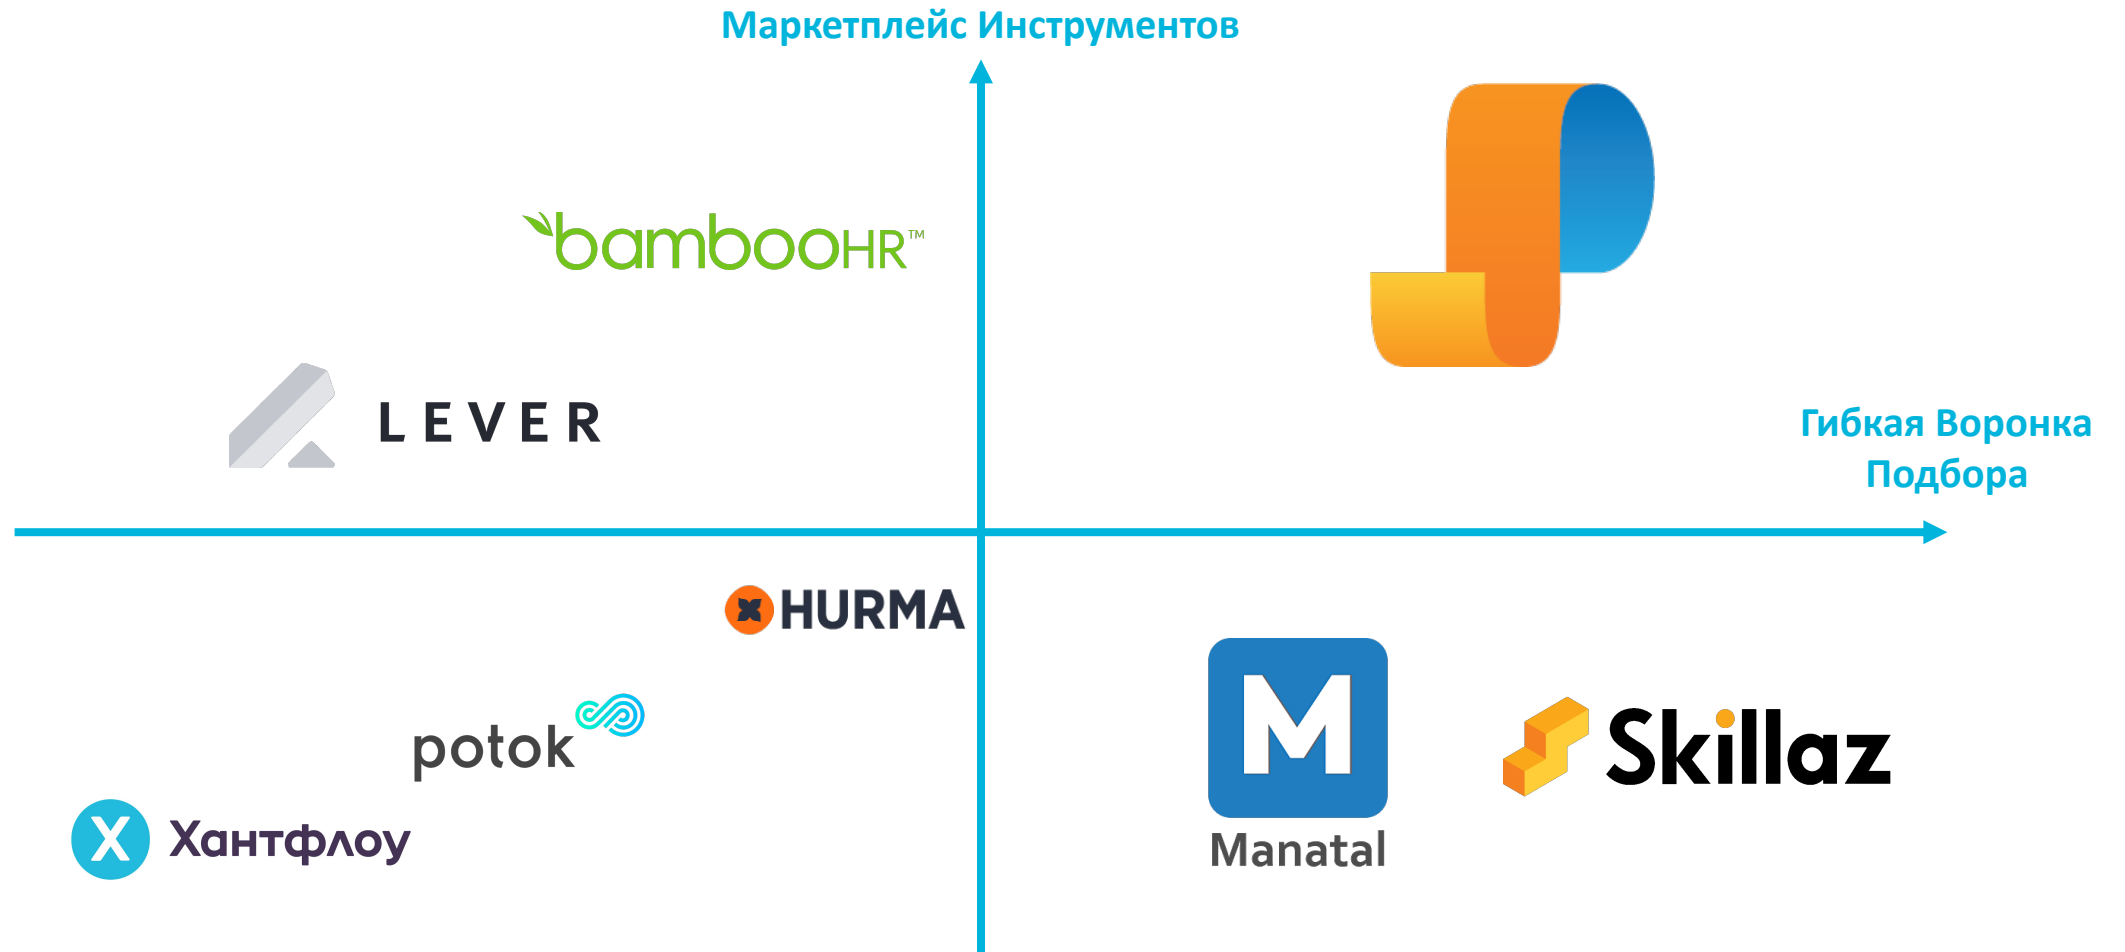 Маркетплейс Инструментов
bambooHR™
LEVER
Гибкая Воронка
Подбора
HURMA
potok
M
Manatal
Skillaz
X Хантфлоу